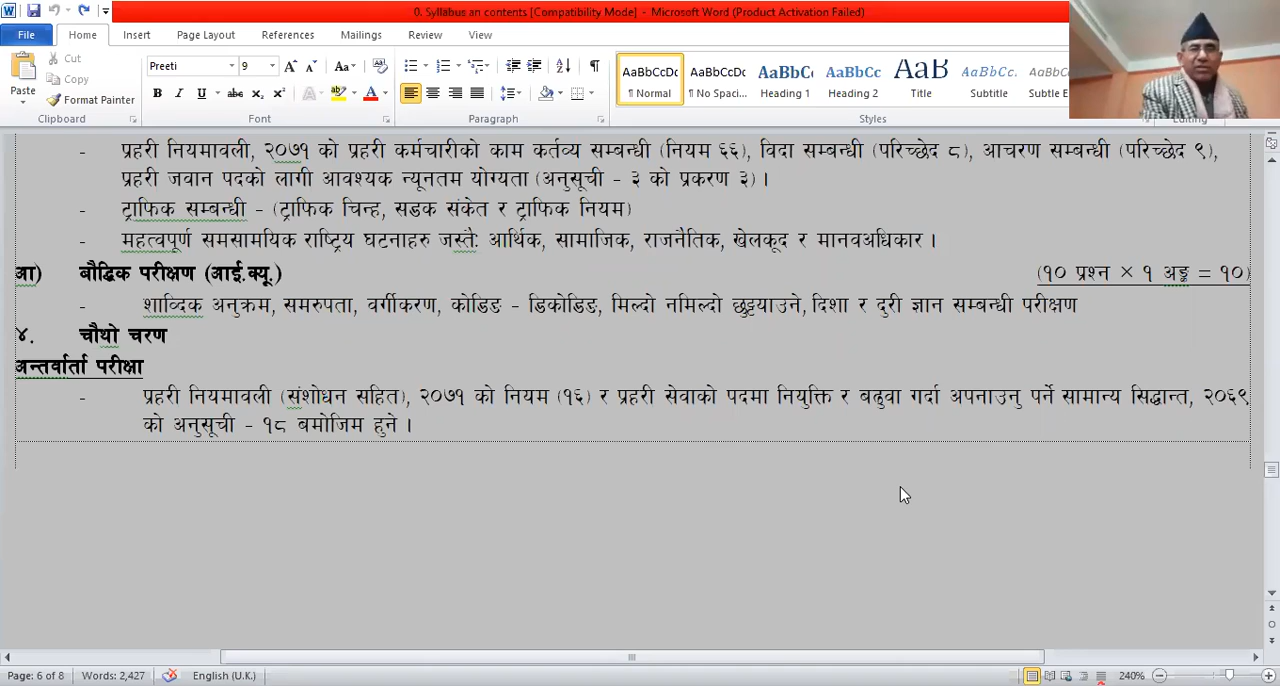 0. Syllabus an contents [Compatibility Mode] - Microsoft Word (Product Activation Failed)
File Home Insert Page Layout References Mailings Review View
Cut
Copy
Format Painter
Paste
Preeti 9
AaBbCcDc AaBbCcDc AaBbC AaBbCc AaB AaBbCc.
¶ Normal ¶ No Spaci... Heading 1 Heading 2 Title Subtitle Subtle E
Clipboard Font Paragraph Styles Editing
- प्रहरी नियमावली, २०७१ को प्रहरी कर्मचारीको काम कर्तव्य सम्बन्धी (नियम ६६), विदा सम्बन्धी (परिच्छेद ८), आचरण सम्बन्धी (परिच्छेद ९),
प्रहरी जवान पदको लागी आवश्यक न्यूनतम योग्यता (अनुसूची - ३ को प्रकरण ३)।
- ट्राफिक सम्बन्धी - (ट्राफिक चिन्ह, सडक संकेत र ट्राफिक नियम)
- महत्वपूर्ण समसामयिक राष्ट्रिय घटनाहरु जस्तै: आर्थिक, सामाजिक, राजनैतिक, खेलकूद र मानवअधिकार ।
आ) बौद्धिक परीक्षण (आई.क्यू.) (१० प्रश्न × १ अङ्क = १०)
- शाब्दिक अनुक्रम, समरुपता, वर्गीकरण, कोडिङ - डिकोडिङ, मिल्दो नमिल्दो छुट्टयाउने, दिशा र दुरी ज्ञान सम्बन्धी परीक्षण
४. चौथो चरण
अन्तर्वार्ता परीक्षा
- प्रहरी नियमावली (संशोधन सहित), २०७१ को नियम (१६) र प्रहरी सेवाको पदमा नियुक्ति र बढुवा गर्दा अपनाउनु पर्ने सामान्य सिद्धान्त, २०६९
को अनुसूची - १८ बमोजिम हुने ।
Page: 6 of 8 Words: 2,427 English (U.K.) 240%